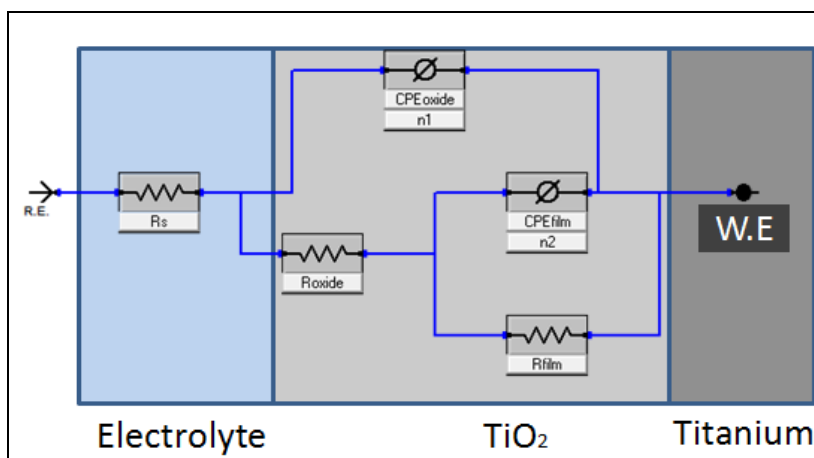 CPEoxide
n1
R.E.
Rs
CPEfilm
n2
W.E
Roxide
Rfilm
Electrolyte
TiO₂
Titanium